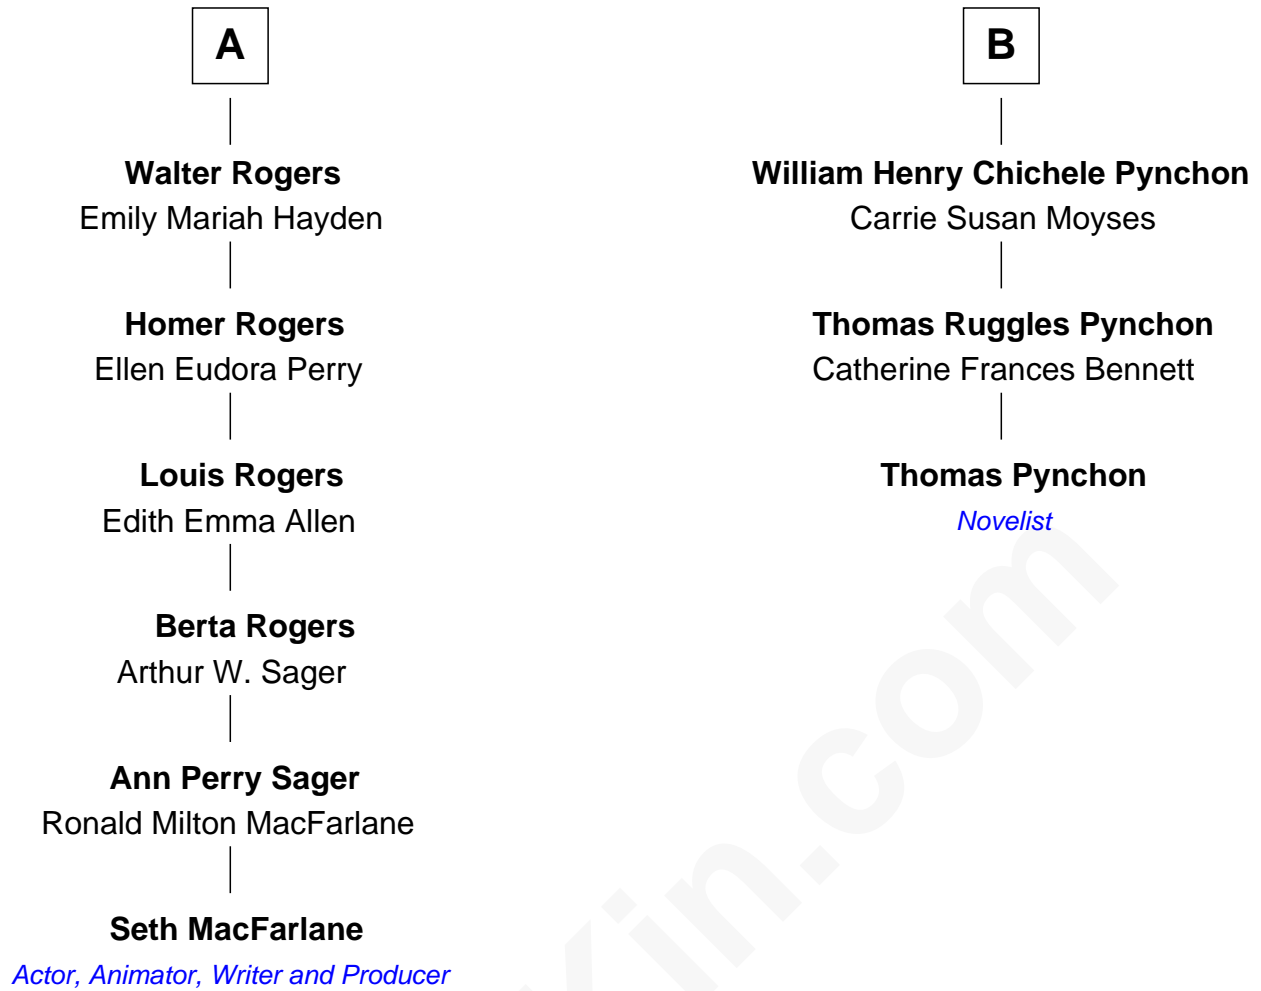 A
Walter Rogers
Emily Mariah Hayden
Homer Rogers
Ellen Eudora Perry
Louis Rogers
Edith Emma Allen
Berta Rogers
Arthur W. Sager
Ann Perry Sager
Ronald Milton MacFarlane
Seth MacFarlane
Actor, Animator, Writer and Producer
B
William Henry Chichele Pynchon
Carrie Susan Moyses
Thomas Ruggles Pynchon
Catherine Frances Bennett
Thomas Pynchon
Novelist
Kin.com